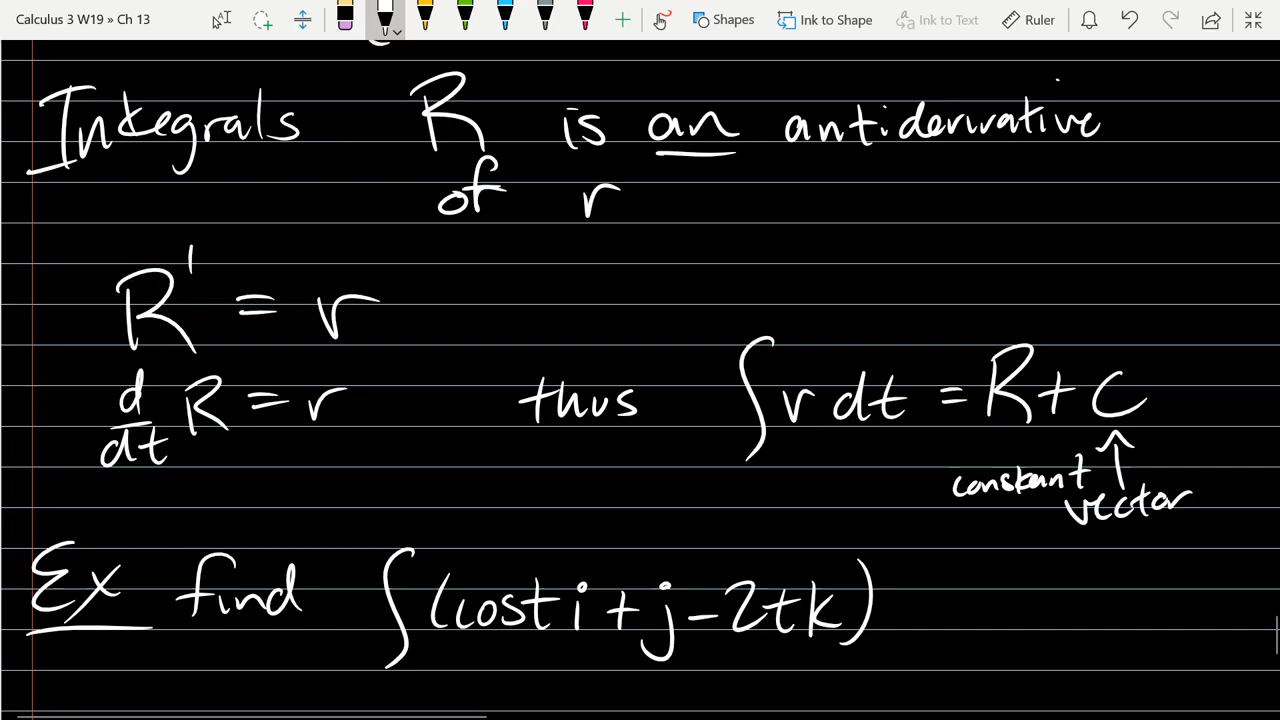 Calculus 3 W19 » Ch 13
Shapes Ink to Shape Ink to Text Ruler
Integrals R is an antiderivative
of r
R' = r
d/dt R = r thus ∫ r dt = R + C
constant vector
Ex find ∫ (cost i + j - 2t k)